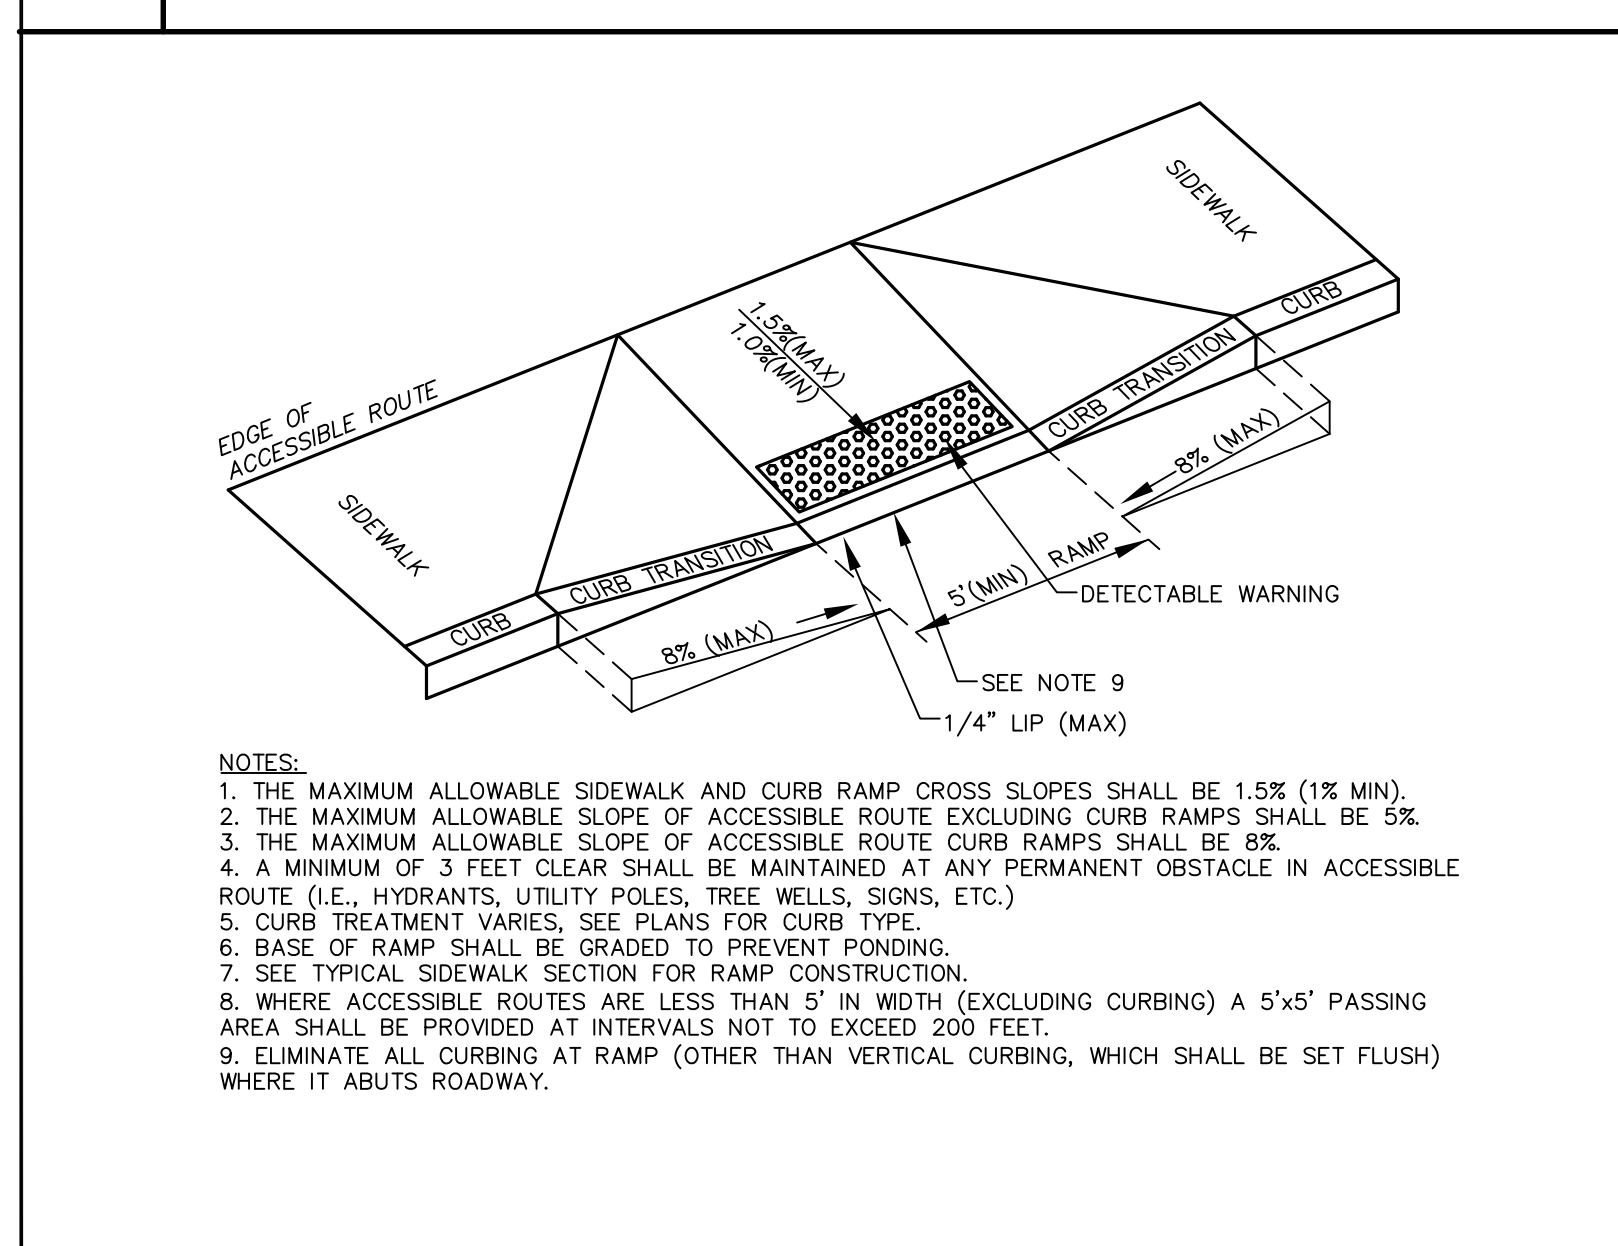 SIDEWALK
CURB
CURB TRANSITION
1.5%(MAX)
1.0%(MIN)
EDGE OF
ACCESSIBLE ROUTE
8% (MAX)
SIDEWALK
RAMP
5'(MIN)
CURB TRANSITION
CURB
DETECTABLE WARNING
8% (MAX)
SEE NOTE 9
1/4" LIP (MAX)
NOTES:
1. THE MAXIMUM ALLOWABLE SIDEWALK AND CURB RAMP CROSS SLOPES SHALL BE 1.5% (1% MIN).
2. THE MAXIMUM ALLOWABLE SLOPE OF ACCESSIBLE ROUTE EXCLUDING CURB RAMPS SHALL BE 5%.
3. THE MAXIMUM ALLOWABLE SLOPE OF ACCESSIBLE ROUTE CURB RAMPS SHALL BE 8%.
4. A MINIMUM OF 3 FEET CLEAR SHALL BE MAINTAINED AT ANY PERMANENT OBSTACLE IN ACCESSIBLE
ROUTE (I.E., HYDRANTS, UTILITY POLES, TREE WELLS, SIGNS, ETC.)
5. CURB TREATMENT VARIES, SEE PLANS FOR CURB TYPE.
6. BASE OF RAMP SHALL BE GRADED TO PREVENT PONDING.
7. SEE TYPICAL SIDEWALK SECTION FOR RAMP CONSTRUCTION.
8. WHERE ACCESSIBLE ROUTES ARE LESS THAN 5' IN WIDTH (EXCLUDING CURBING) A 5'x5' PASSING
AREA SHALL BE PROVIDED AT INTERVALS NOT TO EXCEED 200 FEET.
9. ELIMINATE ALL CURBING AT RAMP (OTHER THAN VERTICAL CURBING, WHICH SHALL BE SET FLUSH)
WHERE IT ABUTS ROADWAY.